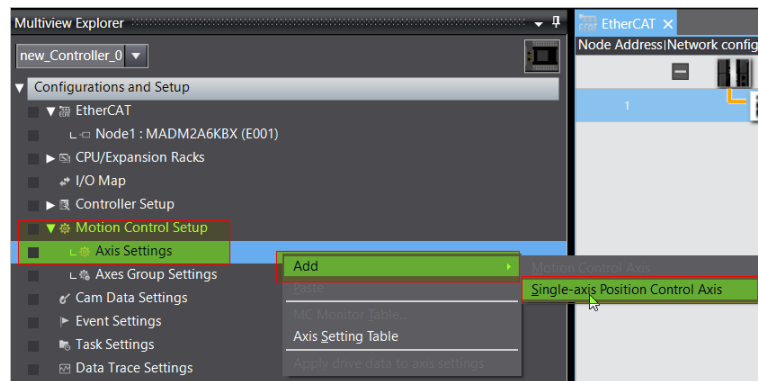 Multiview Explorer
EtherCAT
new_Controller_0
Node Address|Network config
Configurations and Setup
EtherCAT
1
Node1 : MADM2A6KBX (E001)
CPU/Expansion Racks
I/O Map
Controller Setup
Motion Control Setup
Axis Settings
Add
Motion Control Axis
Axes Group Settings
Paste
Single-axis Position Control Axis
Cam Data Settings
MC Monitor Table...
Event Settings
Axis Setting Table
Task Settings
Apply drive data to axis settings
Data Trace Settings